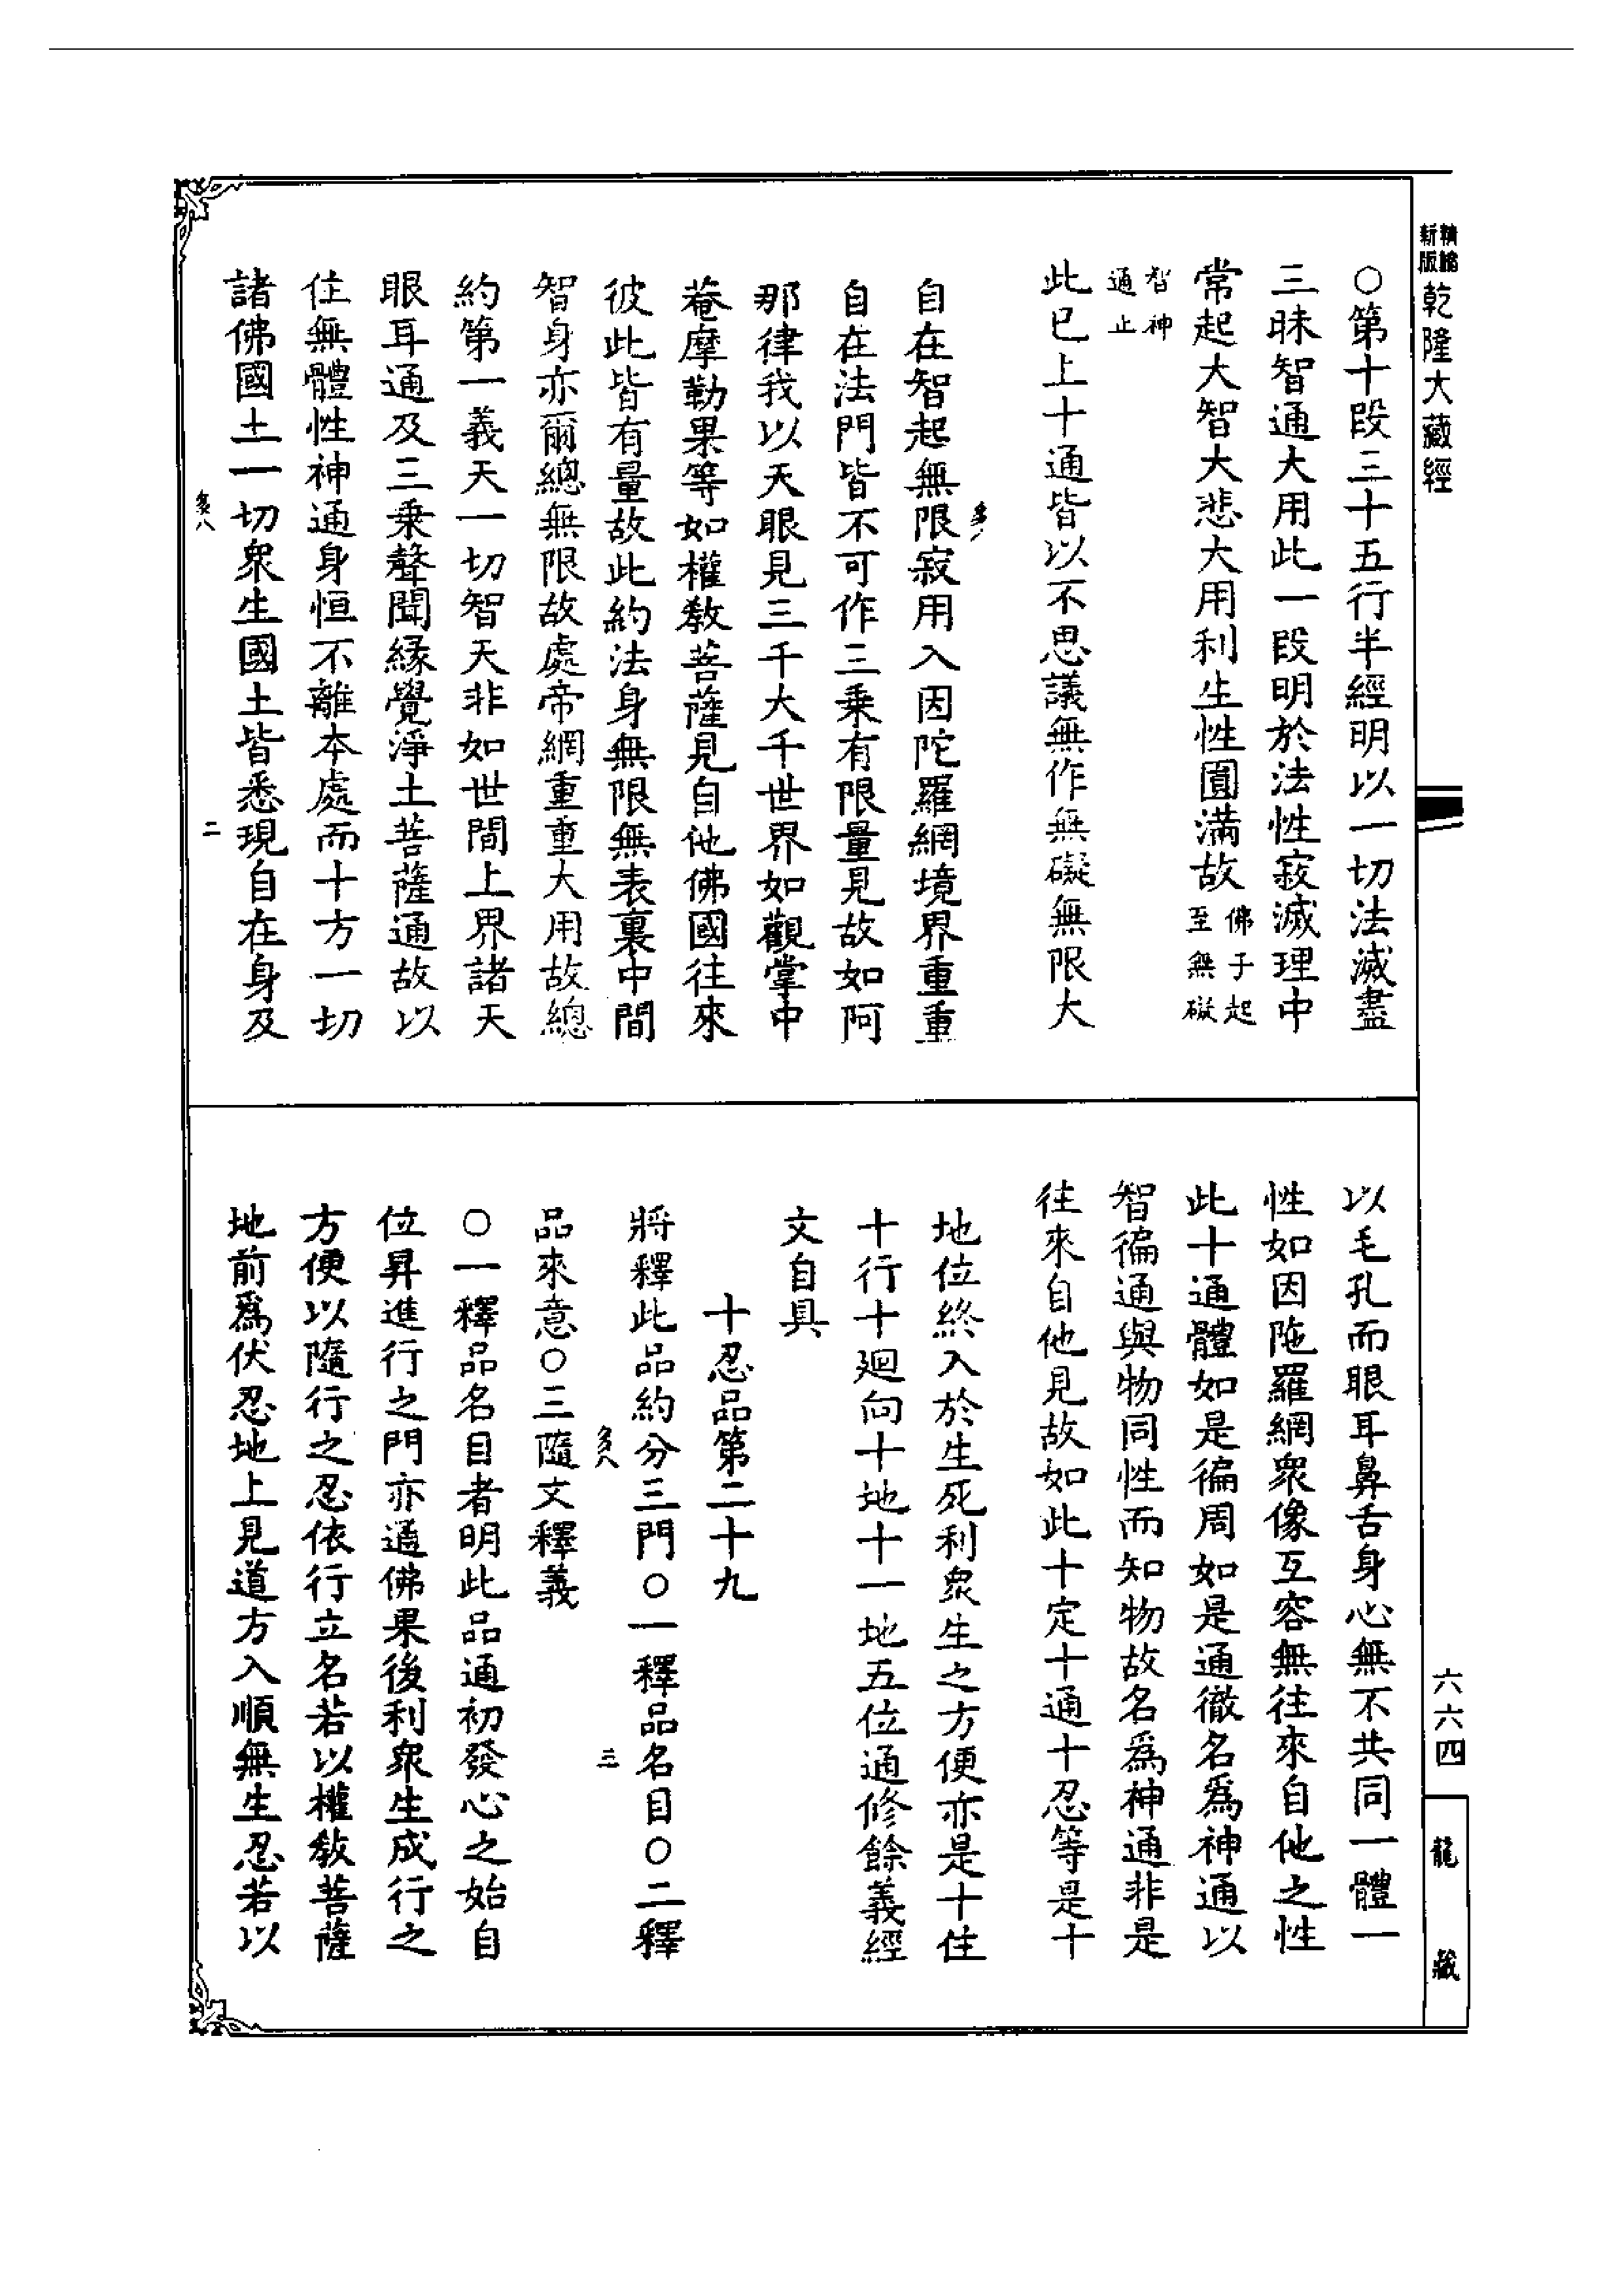 精縮
新版
乾隆大藏經
○第十段三十五行半經明以一切法滅盡
三昧智通大用此一段明於法性寂滅理中
常起大智大悲大用利生性圓滿故佛子起
至無礙
智神
通止
此已上十通皆以不思議無作無礙無限大
自在智起無限寂用入因陀羅網境界重重
自在法門皆不可作三乗有限量見故如阿
那律我以天眼見三千大千世界如觀掌中
菴摩勒果等如權教菩薩見自他佛國往來
彼此皆有量故此約法身無限無表裏中間
智身亦爾總無限故處帝網重重大用故總
約第一義天一切智天非如世間上界諸天
眼耳通及三乗聲聞緣覺淨土菩薩通故以
住無體性神通身恒不離本處而十方一切
諸佛國土一切衆生國土皆悉現自在身及
二
以毛孔而眼耳鼻舌身心無不共同一體一
性如因陁羅網衆像互容無往來自他之性
此十通體如是徧周如是通徹名爲神通以
智徧通與物同性而知物故名爲神通非是
往來自他見故如此十定十通十忍等是十
地位終入於生死利衆生之方便亦是十住
十行十廻向十地十一地五位通修餘義經
文自具
十忍品第二十九
將釋此品約分三門○一釋品名目○二釋
三
品來意○三隨文釋義
○一釋品名目者明此品通初發心之始自
位昇進行之門亦通佛果後利衆生成行之
方便以隨行之忍依行立名若以權教菩薩
地前爲伏忍地上見道方入順無生忍若以
六六四
龍藏